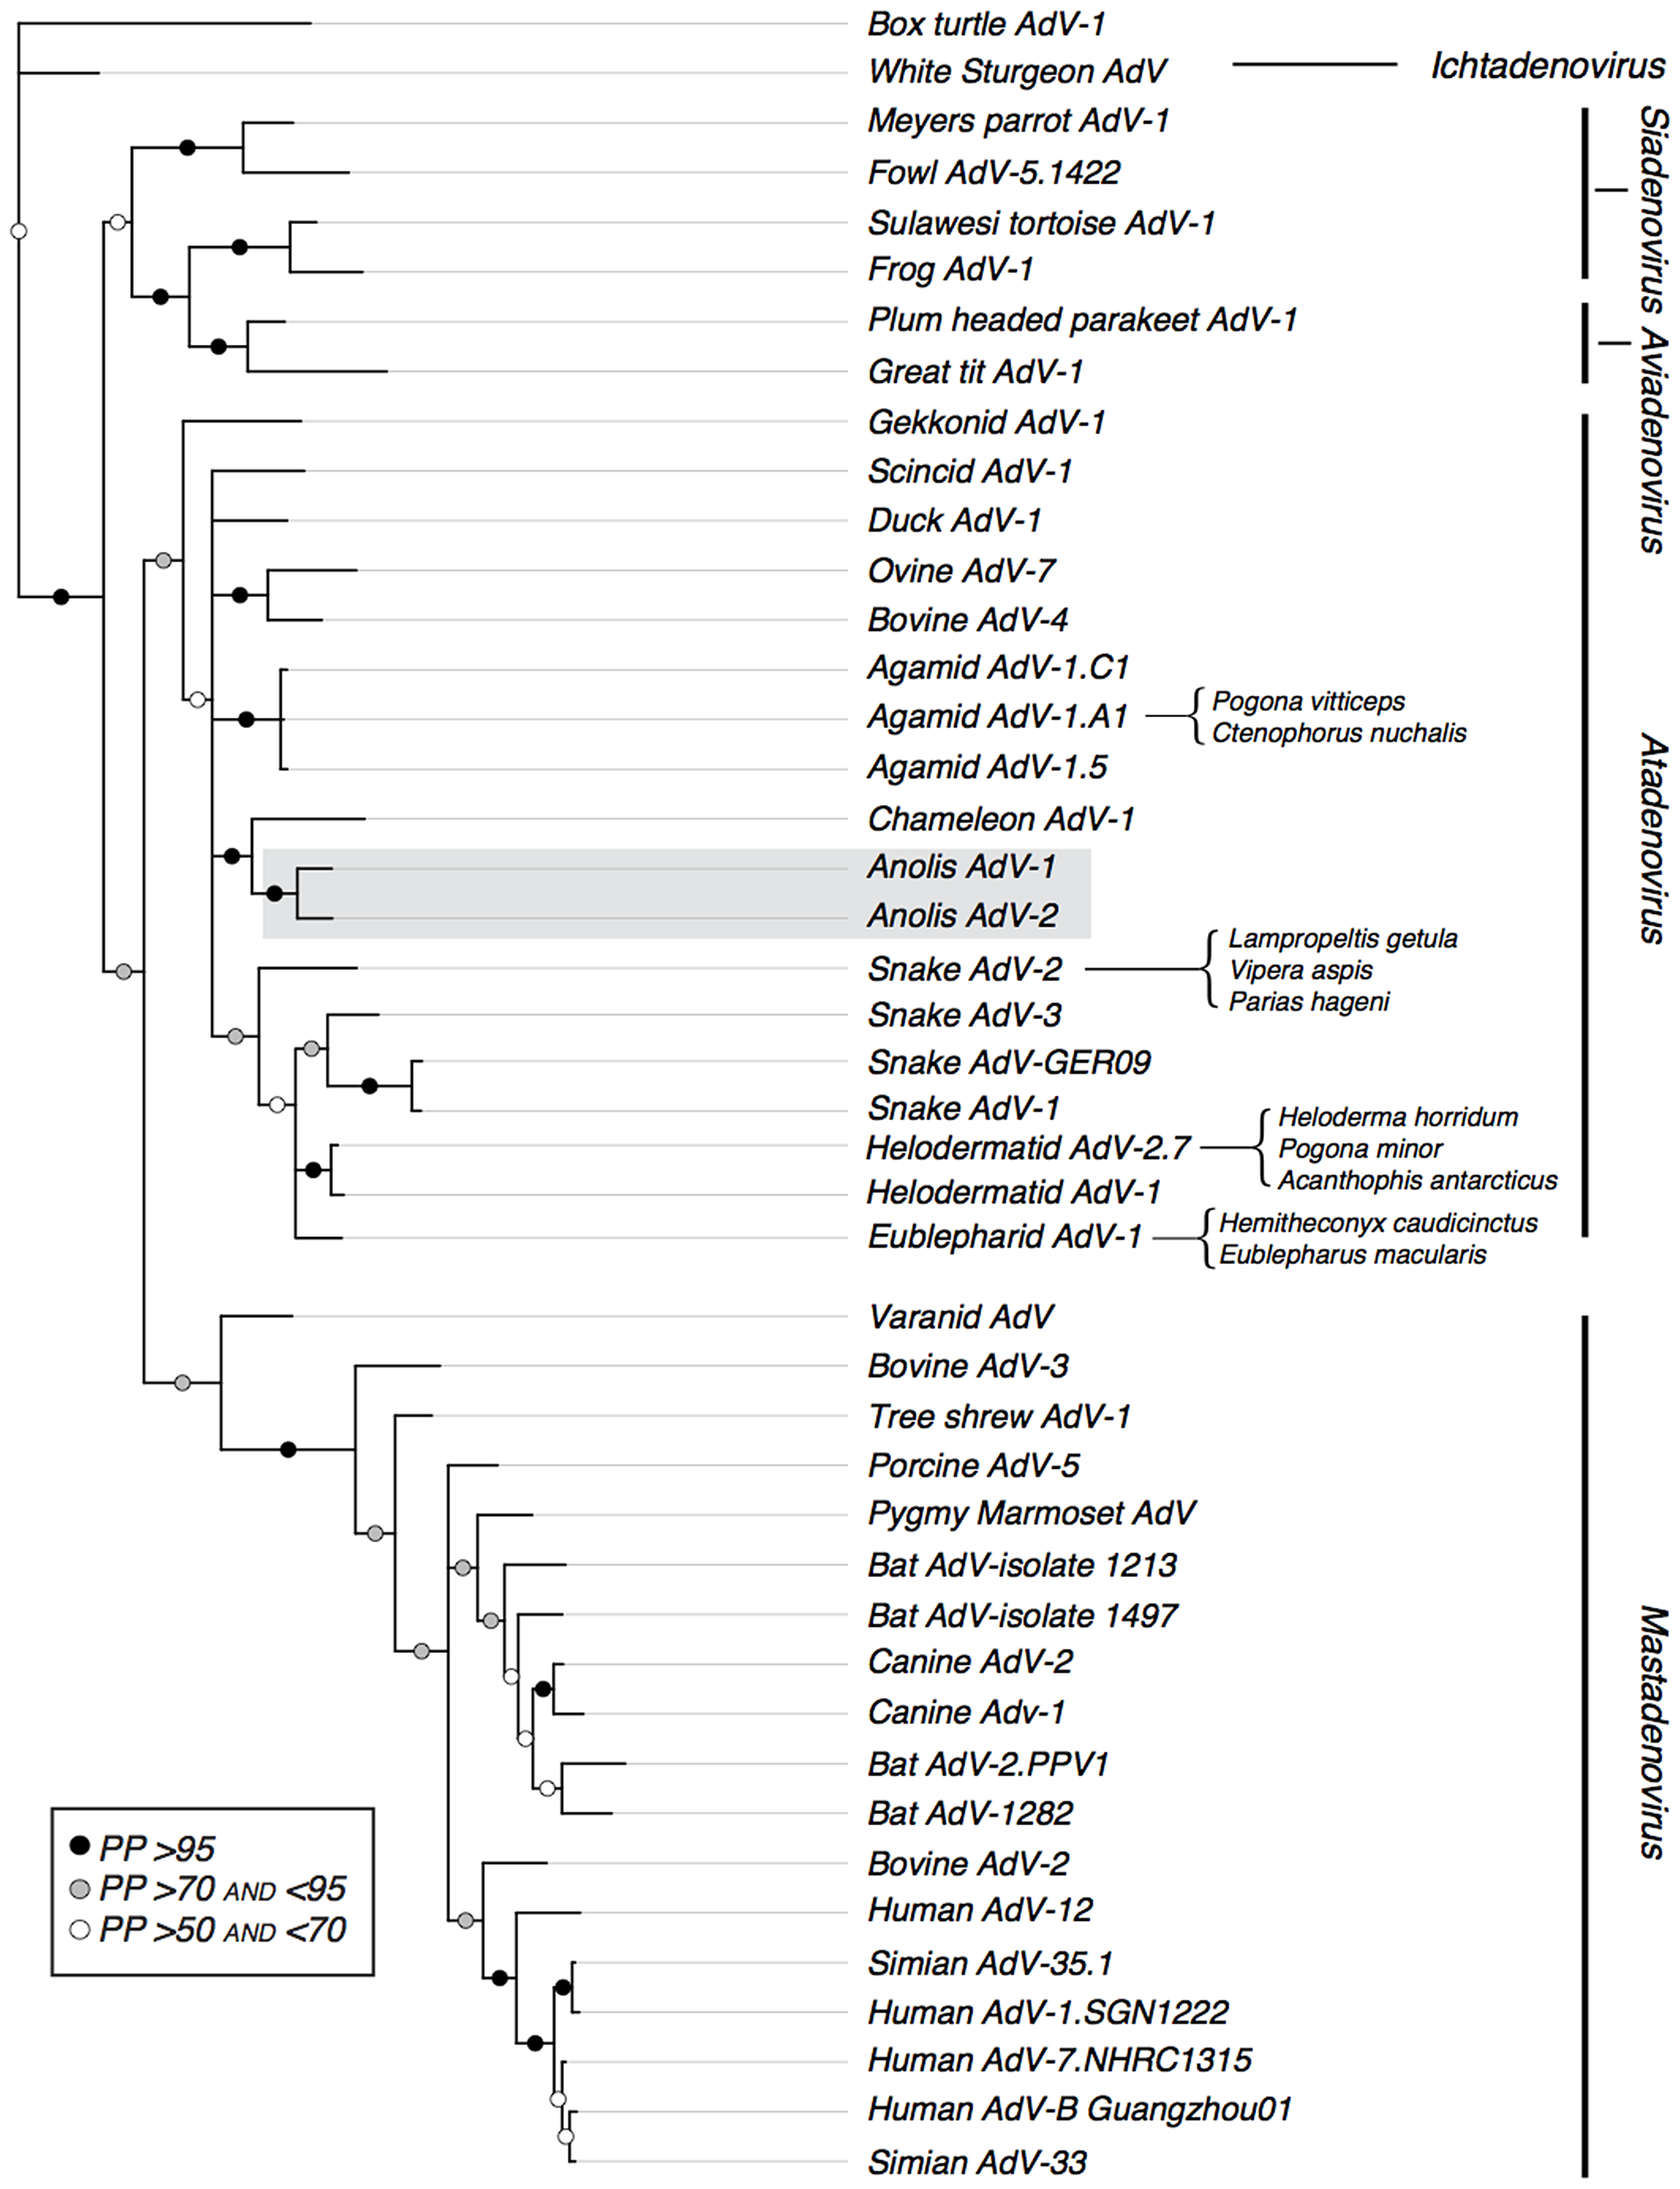 Box turtle AdV-1
White Sturgeon AdV
Ichtadenovirus
Meyers parrot AdV-1
Fowl AdV-5.1422
Sulawesi tortoise AdV-1
Frog AdV-1
Siadenovirus
Plum headed parakeet AdV-1
Great tit AdV-1
Aviadenovirus
Gekkonid AdV-1
Scincid AdV-1
Duck AdV-1
Ovine AdV-7
Bovine AdV-4
Agamid AdV-1.C1
Agamid AdV-1.A1
Pogona vitticeps
Ctenophorus nuchalis
Agamid AdV-1.5
Chameleon AdV-1
Anolis AdV-1
Anolis AdV-2
Atadenovirus
Snake AdV-2
Lampropeltis getula
Vipera aspis
Parias hageni
Snake AdV-3
Snake AdV-GER09
Snake AdV-1
Helodermatid AdV-2.7
Heloderma horridum
Pogona minor
Acanthophis antarcticus
Helodermatid AdV-1
Eublepharid AdV-1
Hemitheconyx caudicinctus
Eublepharus macularis
Varanid AdV
Bovine AdV-3
Tree shrew AdV-1
Porcine AdV-5
Pygmy Marmoset AdV
Bat AdV-isolate 1213
Bat AdV-isolate 1497
Canine AdV-2
Canine Adv-1
Bat AdV-2.PPV1
Bat AdV-1282
Mastadenovirus
Bovine AdV-2
Human AdV-12
Simian AdV-35.1
Human AdV-1.SGN1222
Human AdV-7.NHRC1315
Human AdV-B Guangzhou01
Simian AdV-33
PP >95
PP >70 AND <95
PP >50 AND <70